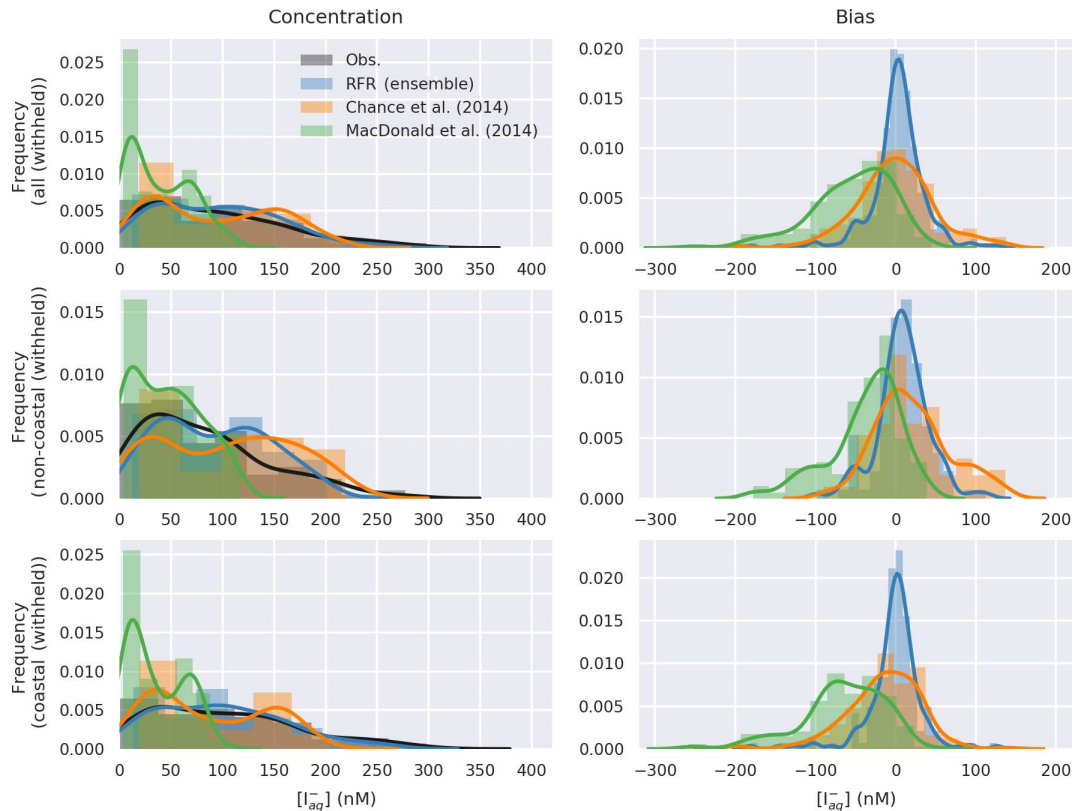 Concentration
Bias
Frequency
(all (withheld))
0.025
0.020
0.015
0.010
0.005
0.000
Obs.
RFR (ensemble)
Chance et al. (2014)
MacDonald et al. (2014)
0 50 100 150 200 250 300 350 400
0.020
0.015
0.010
0.005
0.000
−300 −200 −100 0 100 200
Frequency
(non-coastal (withheld))
0.015
0.010
0.005
0.000
0 50 100 150 200 250 300 350 400
0.015
0.010
0.005
0.000
−300 −200 −100 0 100 200
Frequency
(coastal (withheld))
0.025
0.020
0.015
0.010
0.005
0.000
0 50 100 150 200 250 300 350 400
[I⁻aq] (nM)
0.020
0.015
0.010
0.005
0.000
−300 −200 −100 0 100 200
[I⁻aq] (nM)